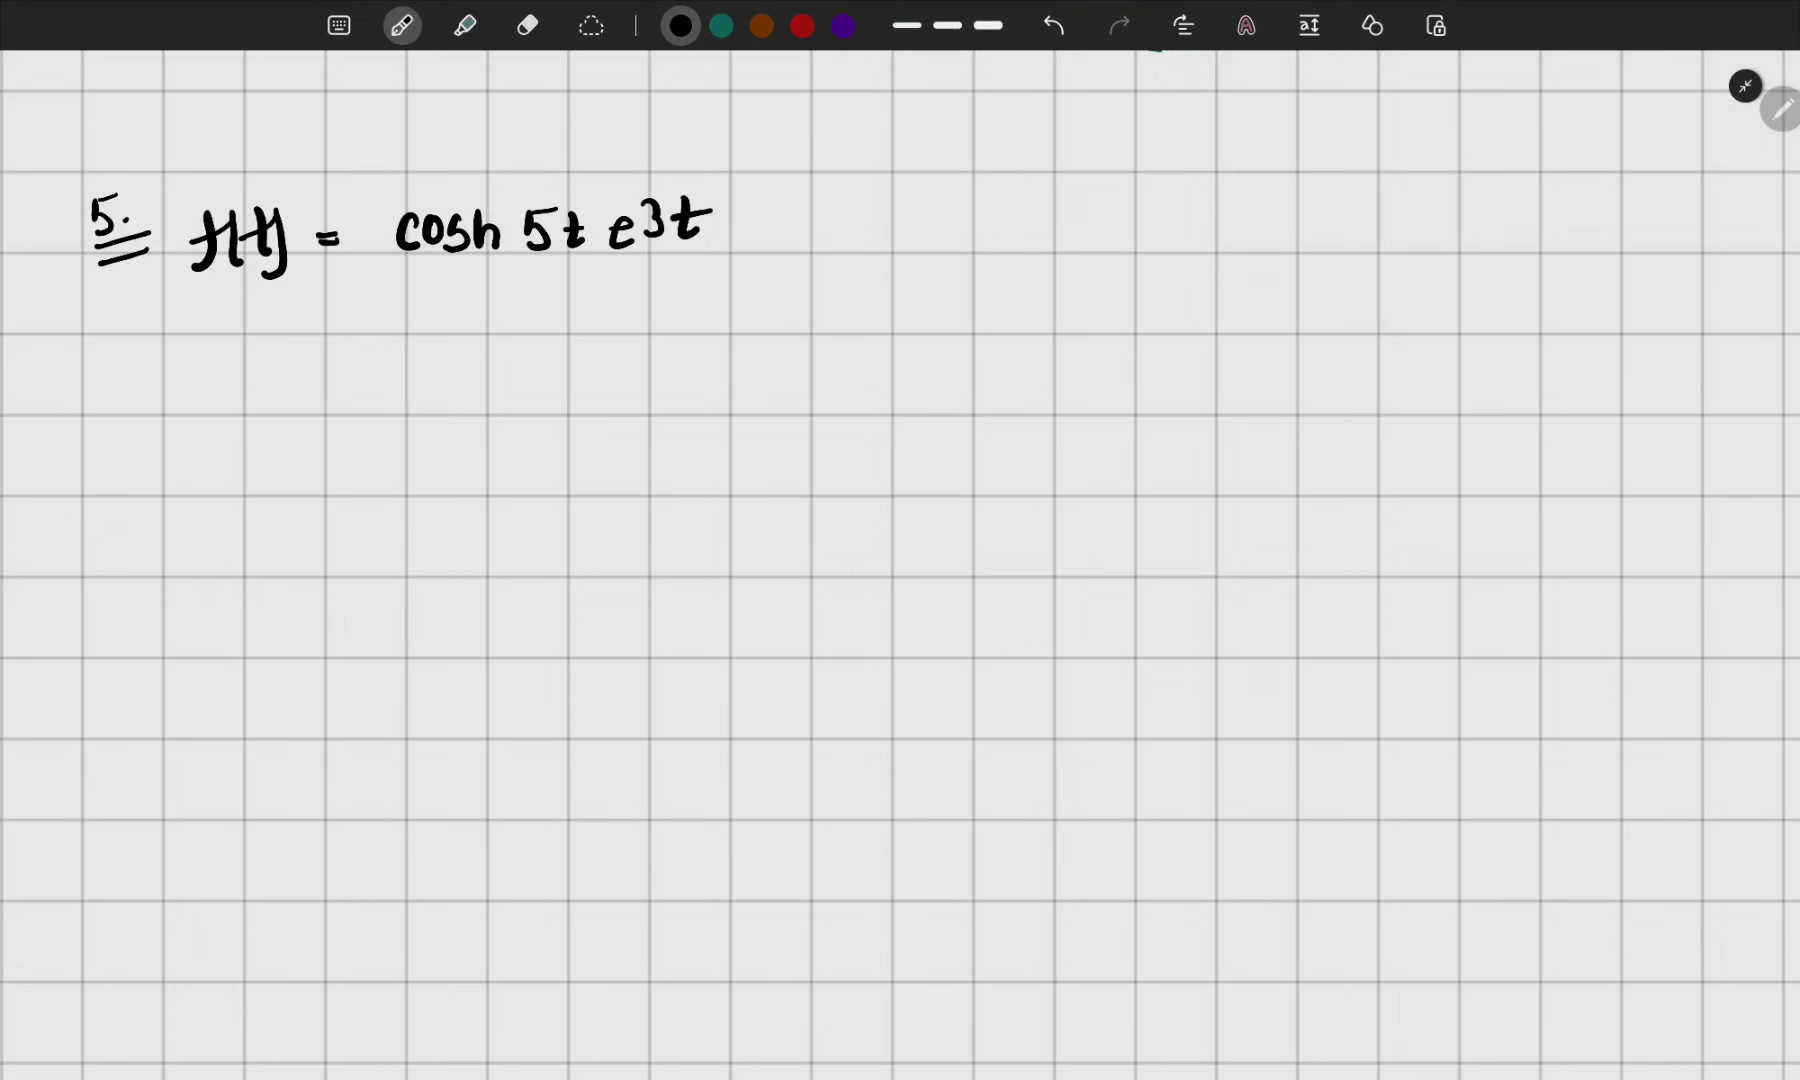 5. f(t) = cosh 5t e3t